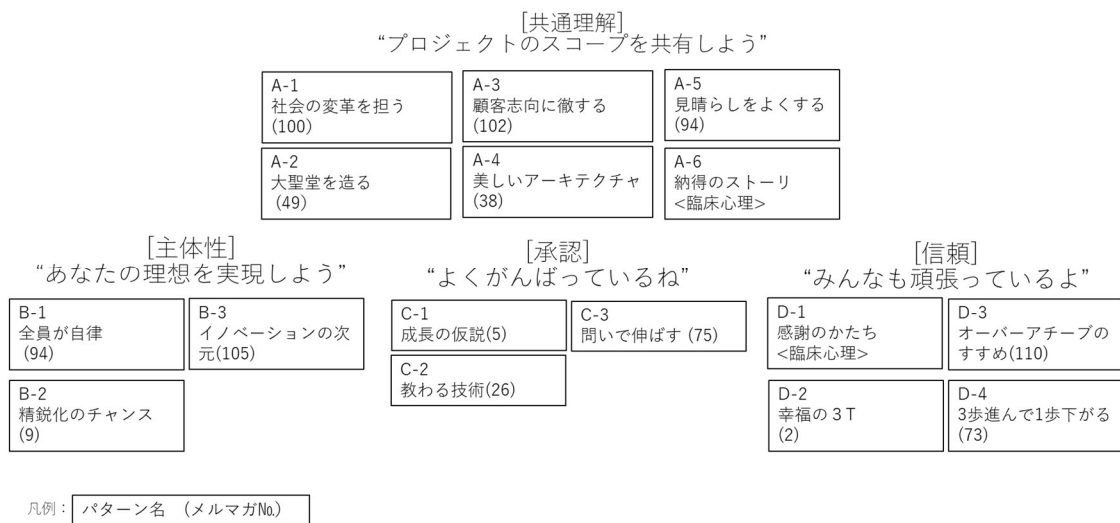 [共通理解]
“プロジェクトのスコープを共有しよう”
A-1
社会の変革を担う
(100)
A-3
顧客志向に徹する
(102)
A-5
見晴らしをよくする
(94)
A-2
大聖堂を造る
(49)
A-4
美しいアーキテクチャ
(38)
A-6
納得のストーリ
<臨床心理>
[主体性]
“あなたの理想を実現しよう”
B-1
全員が自律
(94)
B-3
イノベーションの次
元(105)
B-2
精鋭化のチャンス
(9)
[承認]
“よくがんばっているね”
C-1
成長の仮説(5)
C-3
問いで伸ばす (75)
C-2
教わる技術(26)
[信頼]
“みんなも頑張っているよ”
D-1
感謝のかたち
<臨床心理>
D-3
オーバーアチーブの
すすめ(110)
D-2
幸福の３T
(2)
D-4
3歩進んで1歩下がる
(73)
凡例：パターン名　(メルマガ№)